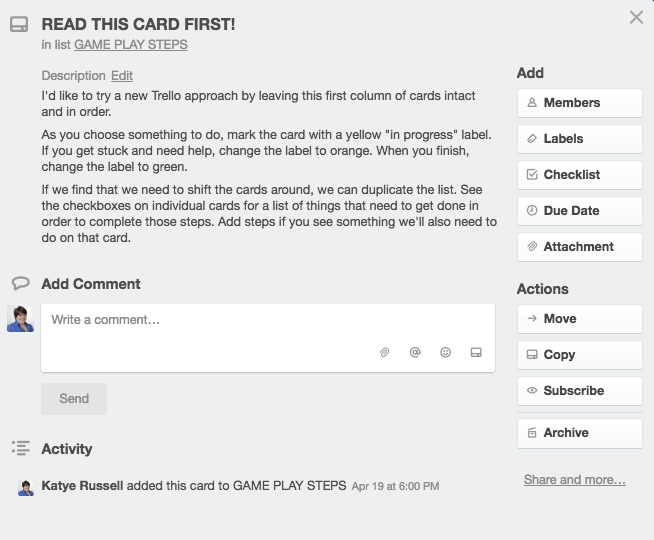 READ THIS CARD FIRST!
in list GAME PLAY STEPS
Description Edit
I'd like to try a new Trello approach by leaving this first column of cards intact
and in order.
As you choose something to do, mark the card with a yellow "in progress" label.
If you get stuck and need help, change the label to orange. When you finish,
change the label to green.
If we find that we need to shift the cards around, we can duplicate the list. See
the checkboxes on individual cards for a list of things that need to get done in
order to complete those steps. Add steps if you see something we'll also need to
do on that card.
Add Comment
Write a comment…
Send
Activity
Katye Russell added this card to GAME PLAY STEPS Apr 19 at 6:00 PM
Add
Members
Labels
Checklist
Due Date
Attachment
Actions
Move
Copy
Subscribe
Archive
Share and more…